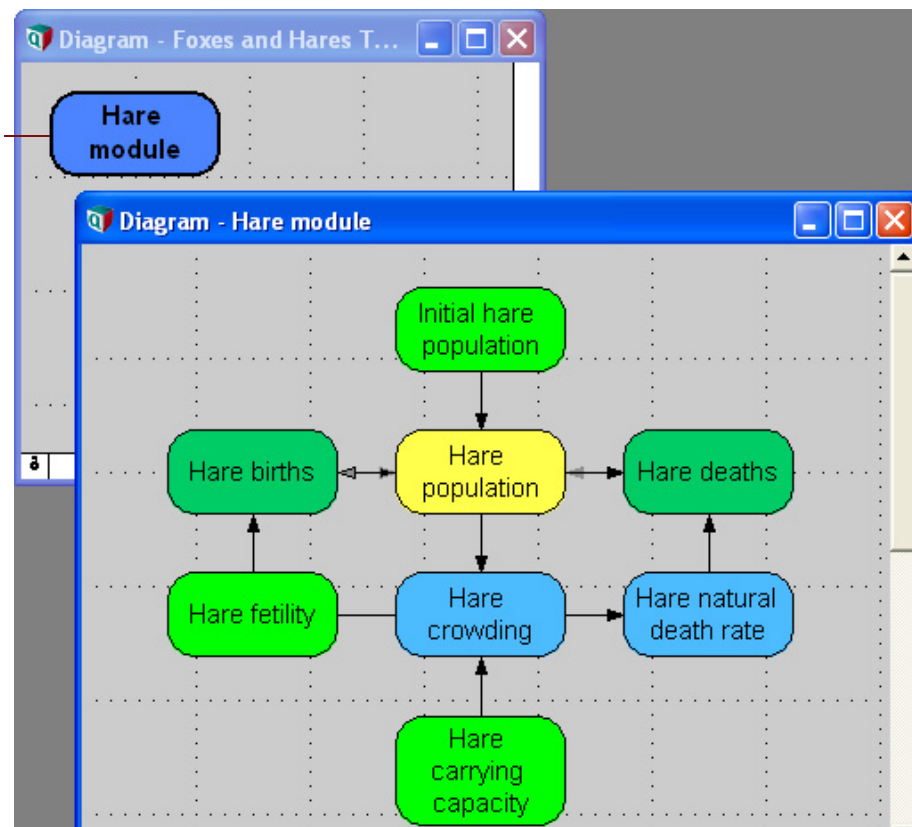 Diagram - Foxes and Hares T...
Hare
module
Diagram - Hare module
Initial hare
population
Hare births
Hare
population
Hare deaths
Hare fetility
Hare
crowding
Hare natural
death rate
Hare
carrying
capacity